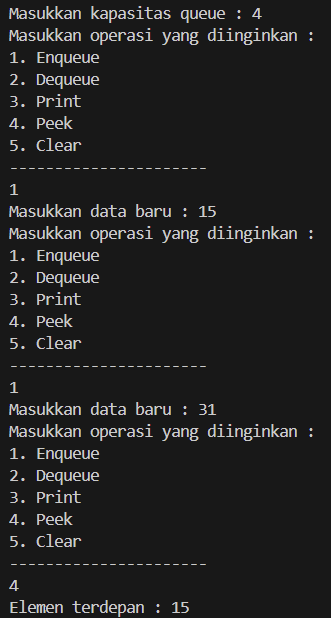 Masukkan kapasitas queue : 4
Masukkan operasi yang diinginkan :
1. Enqueue
2. Dequeue
3. Print
4. Peek
5. Clear
----------------------
1
Masukkan data baru : 15
Masukkan operasi yang diinginkan :
1. Enqueue
2. Dequeue
3. Print
4. Peek
5. Clear
----------------------
1
Masukkan data baru : 31
Masukkan operasi yang diinginkan :
1. Enqueue
2. Dequeue
3. Print
4. Peek
5. Clear
----------------------
4
Elemen terdepan : 15